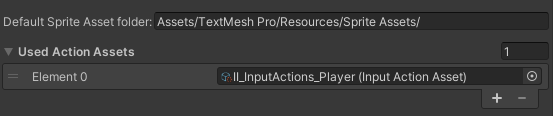 Default Sprite Asset folder: Assets/TextMesh Pro/Resources/Sprite Assets/
Used Action Assets 1
Element 0 II_InputActions_Player (Input Action Asset)